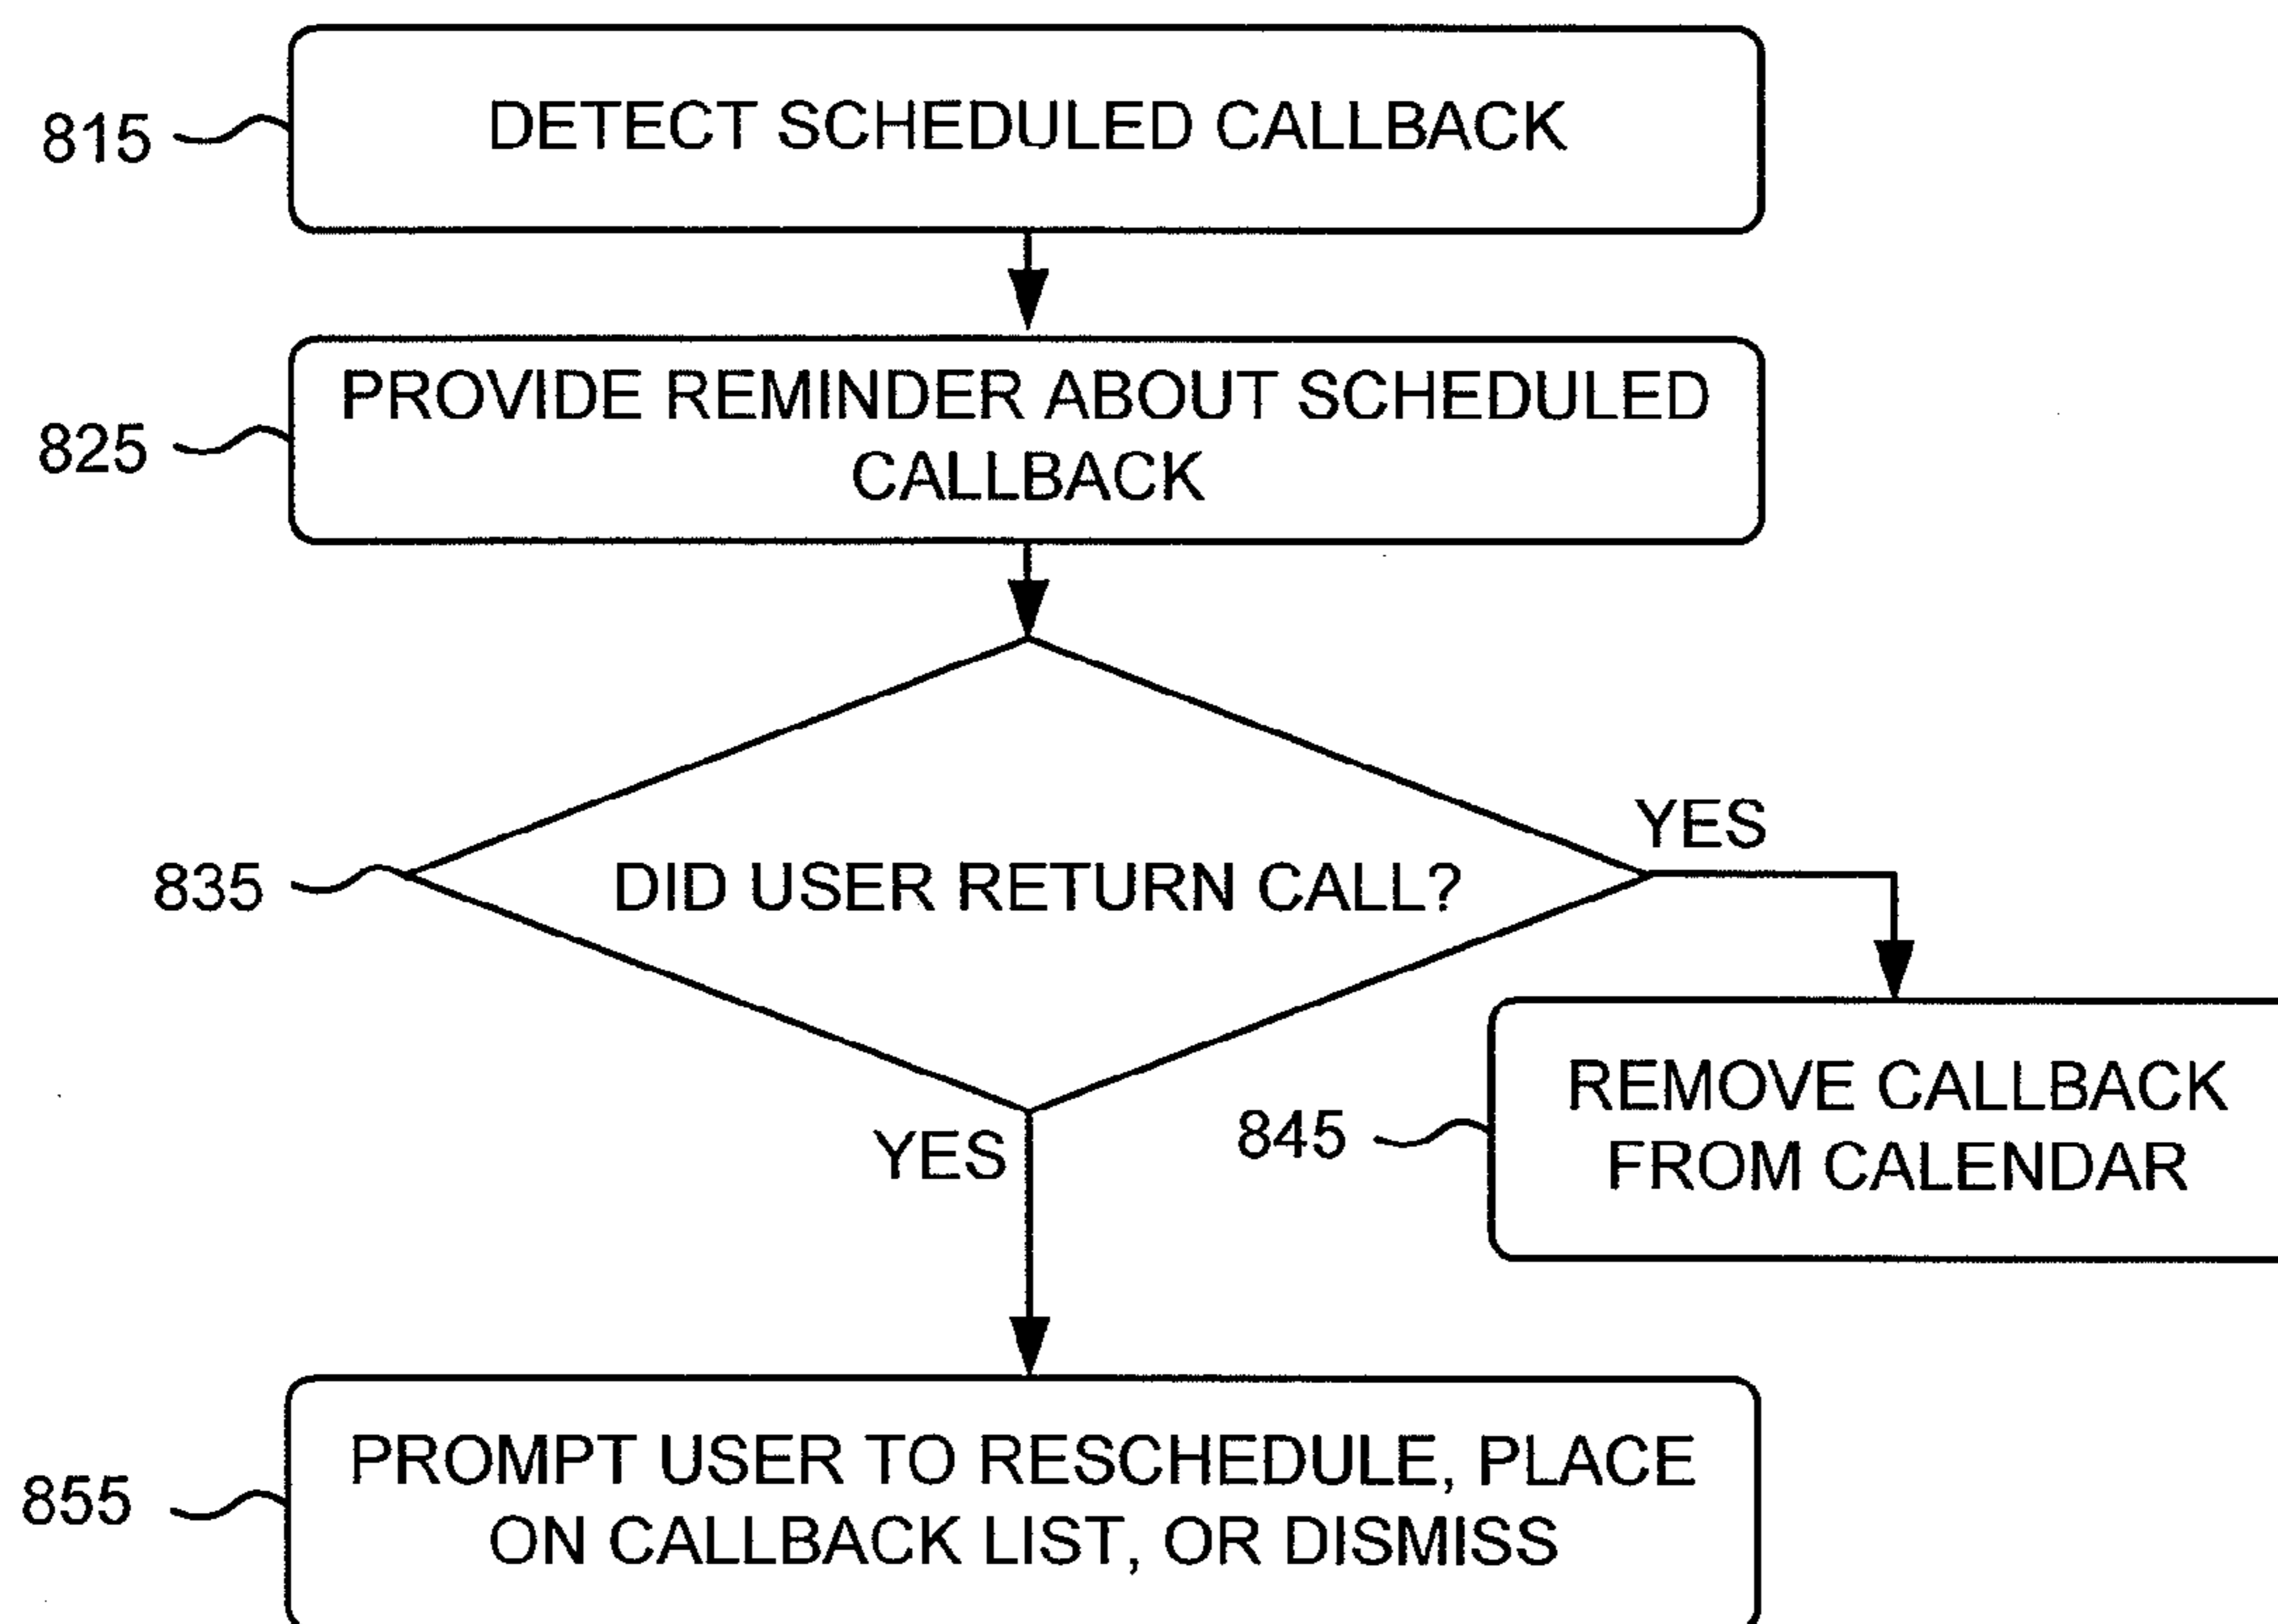 815
DETECT SCHEDULED CALLBACK
825
PROVIDE REMINDER ABOUT SCHEDULED
CALLBACK
835
DID USER RETURN CALL?
YES
YES
845
REMOVE CALLBACK
FROM CALENDAR
855
PROMPT USER TO RESCHEDULE, PLACE
ON CALLBACK LIST, OR DISMISS